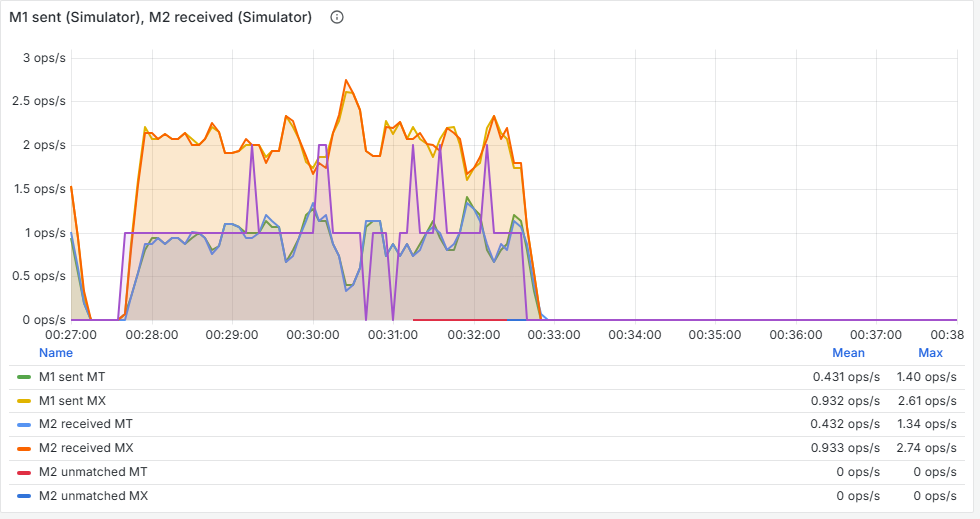 M1 sent (Simulator), M2 received (Simulator)
3 ops/s
2.5 ops/s
2 ops/s
1.5 ops/s
1 ops/s
0.5 ops/s
0 ops/s
00:27:00 00:28:00 00:29:00 00:30:00 00:31:00 00:32:00 00:33:00 00:34:00 00:35:00 00:36:00 00:37:00 00:38
Name Mean Max
M1 sent MT 0.431 ops/s 1.40 ops/s
M1 sent MX 0.932 ops/s 2.61 ops/s
M2 received MT 0.432 ops/s 1.34 ops/s
M2 received MX 0.933 ops/s 2.74 ops/s
M2 unmatched MT 0 ops/s 0 ops/s
M2 unmatched MX 0 ops/s 0 ops/s